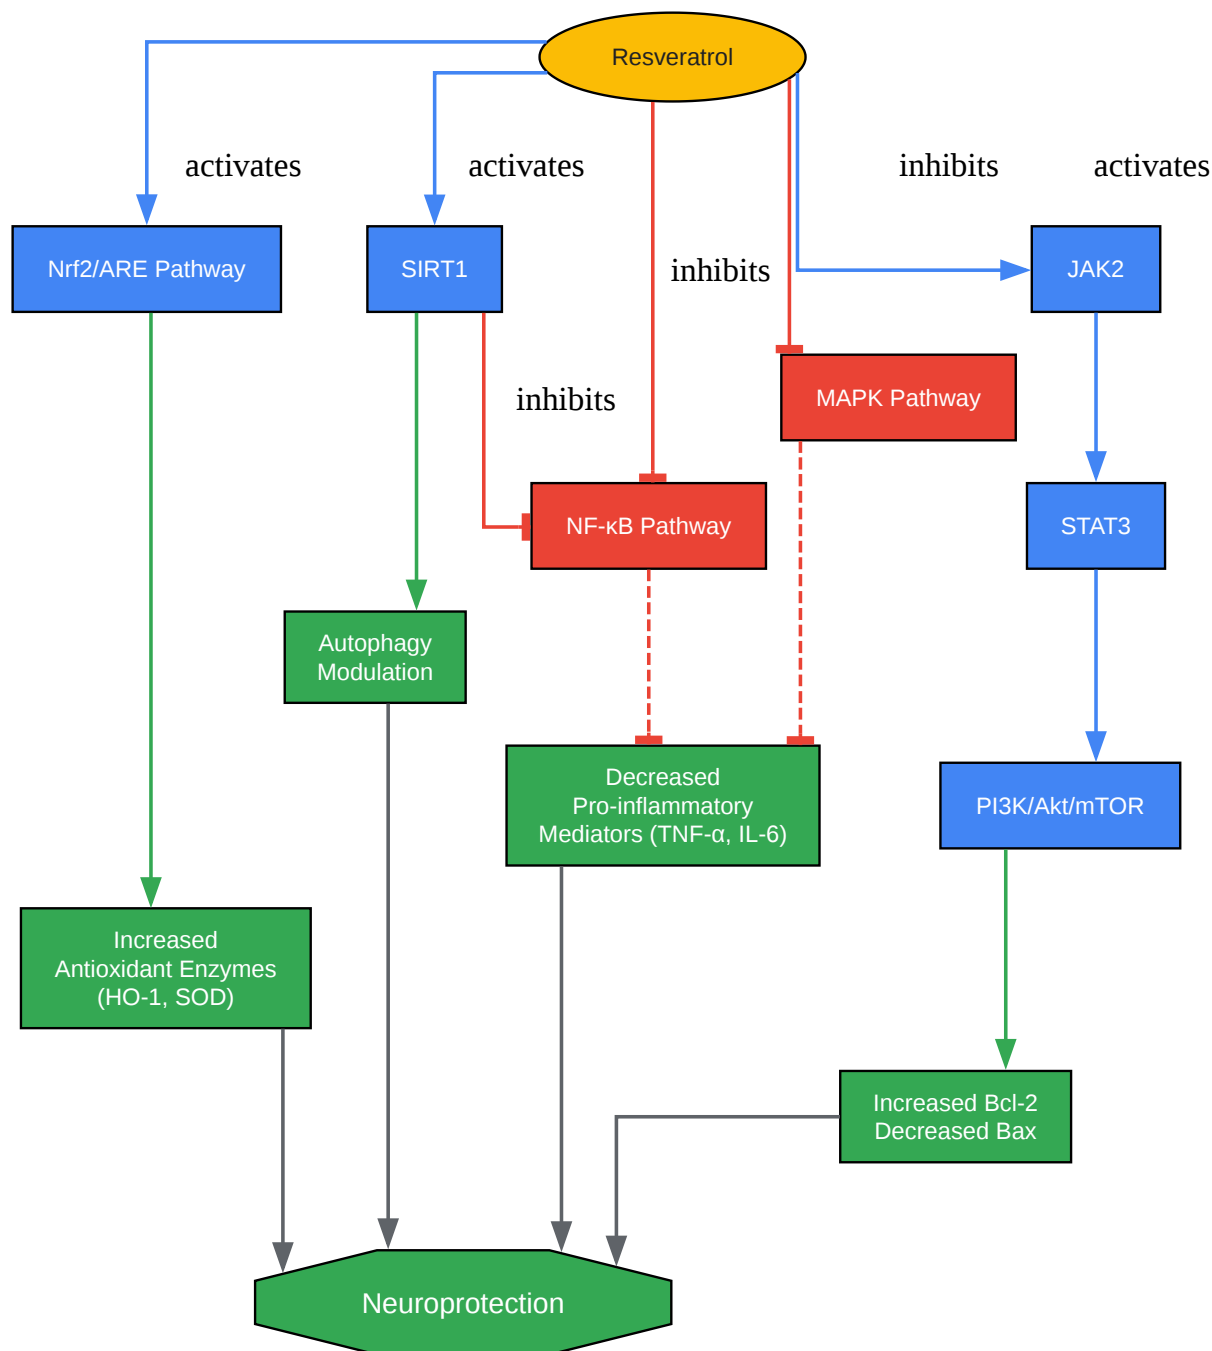 Resveratrol
activates
activates
inhibits
activates
Nrf2/ARE Pathway
SIRT1
inhibits
JAK2
inhibits
MAPK Pathway
NF-κB Pathway
STAT3
Autophagy
Modulation
Decreased
Pro-inflammatory
Mediators (TNF-α, IL-6)
PI3K/Akt/mTOR
Increased
Antioxidant Enzymes
(HO-1, SOD)
Increased Bcl-2
Decreased Bax
Neuroprotection